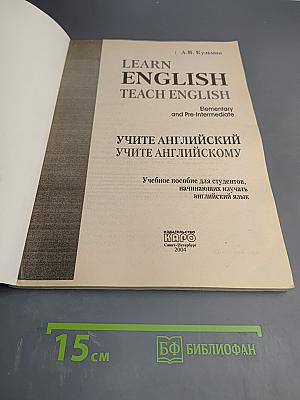 А.В. Кузьмин
LEARN
ENGLISH
TEACH ENGLISH
Elementary
and Pre-Intermediate
УЧИТЕ АНГЛИЙСКИЙ
УЧИТЕ АНГЛИЙСКОМУ
Учебное пособие для студентов,
начинающих изучать
английский язык
ИЗДАТЕЛЬСТВО
КАРО
Санкт-Петербург
2004
15 см
БФ БИБЛИОФАН